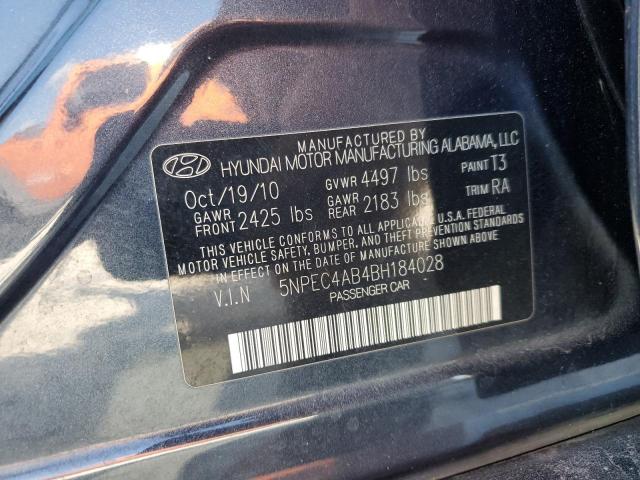 MANUFACTURED BY
HYUNDAI MOTOR MANUFACTURING ALABAMA, LLC
Oct/19/10 GVWR 4497 lbs PAINT T3
GAWR FRONT 2425 lbs GAWR REAR 2183 lbs TRIM RA
THIS VEHICLE CONFORMS TO ALL APPLICABLE U.S.A. FEDERAL
MOTOR VEHICLE SAFETY, BUMPER, AND THEFT PREVENTION STANDARDS
IN EFFECT ON THE DATE OF MANUFACTURE SHOWN ABOVE.
V.I.N 5NPEC4AB4BH184028
PASSENGER CAR